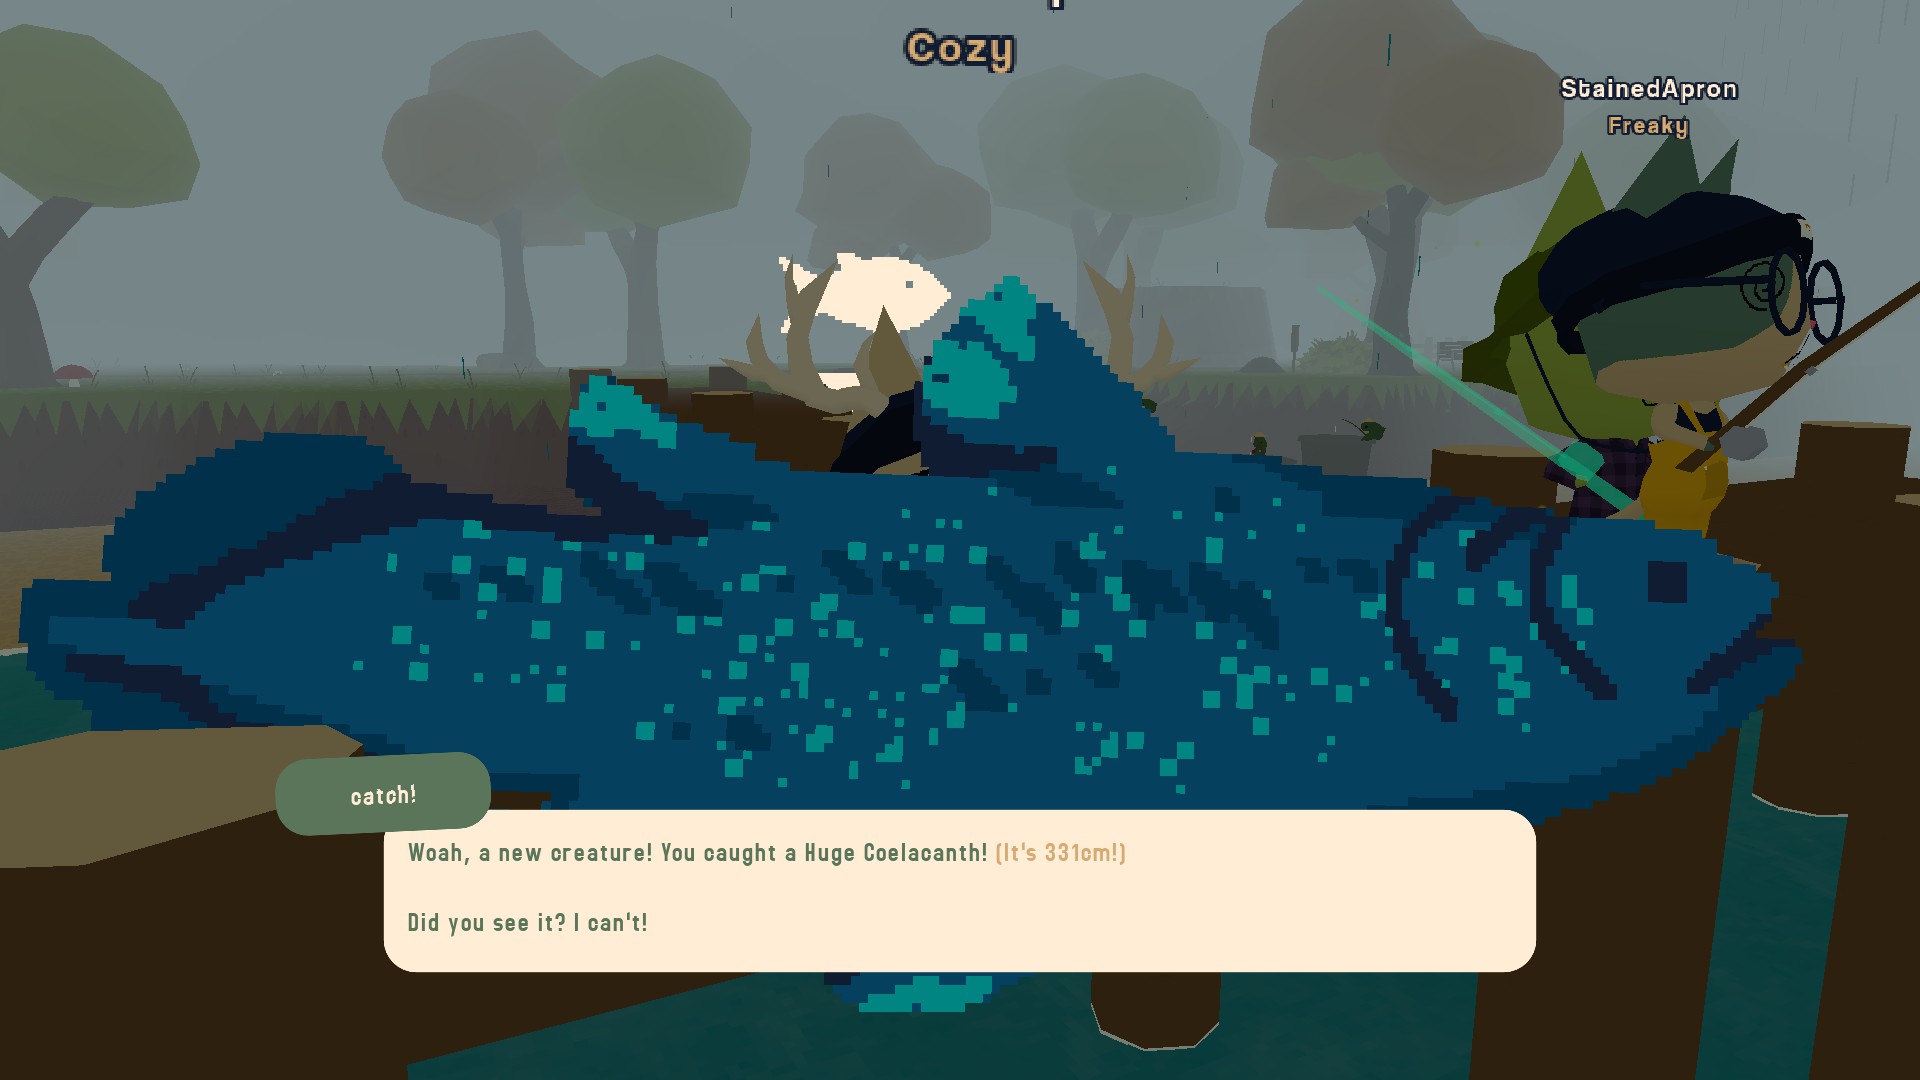 Cozy
StainedApron
Freaky
catch!
Woah, a new creature! You caught a Huge Coelacanth! (It's 331cm!)
Did you see it? I can't!